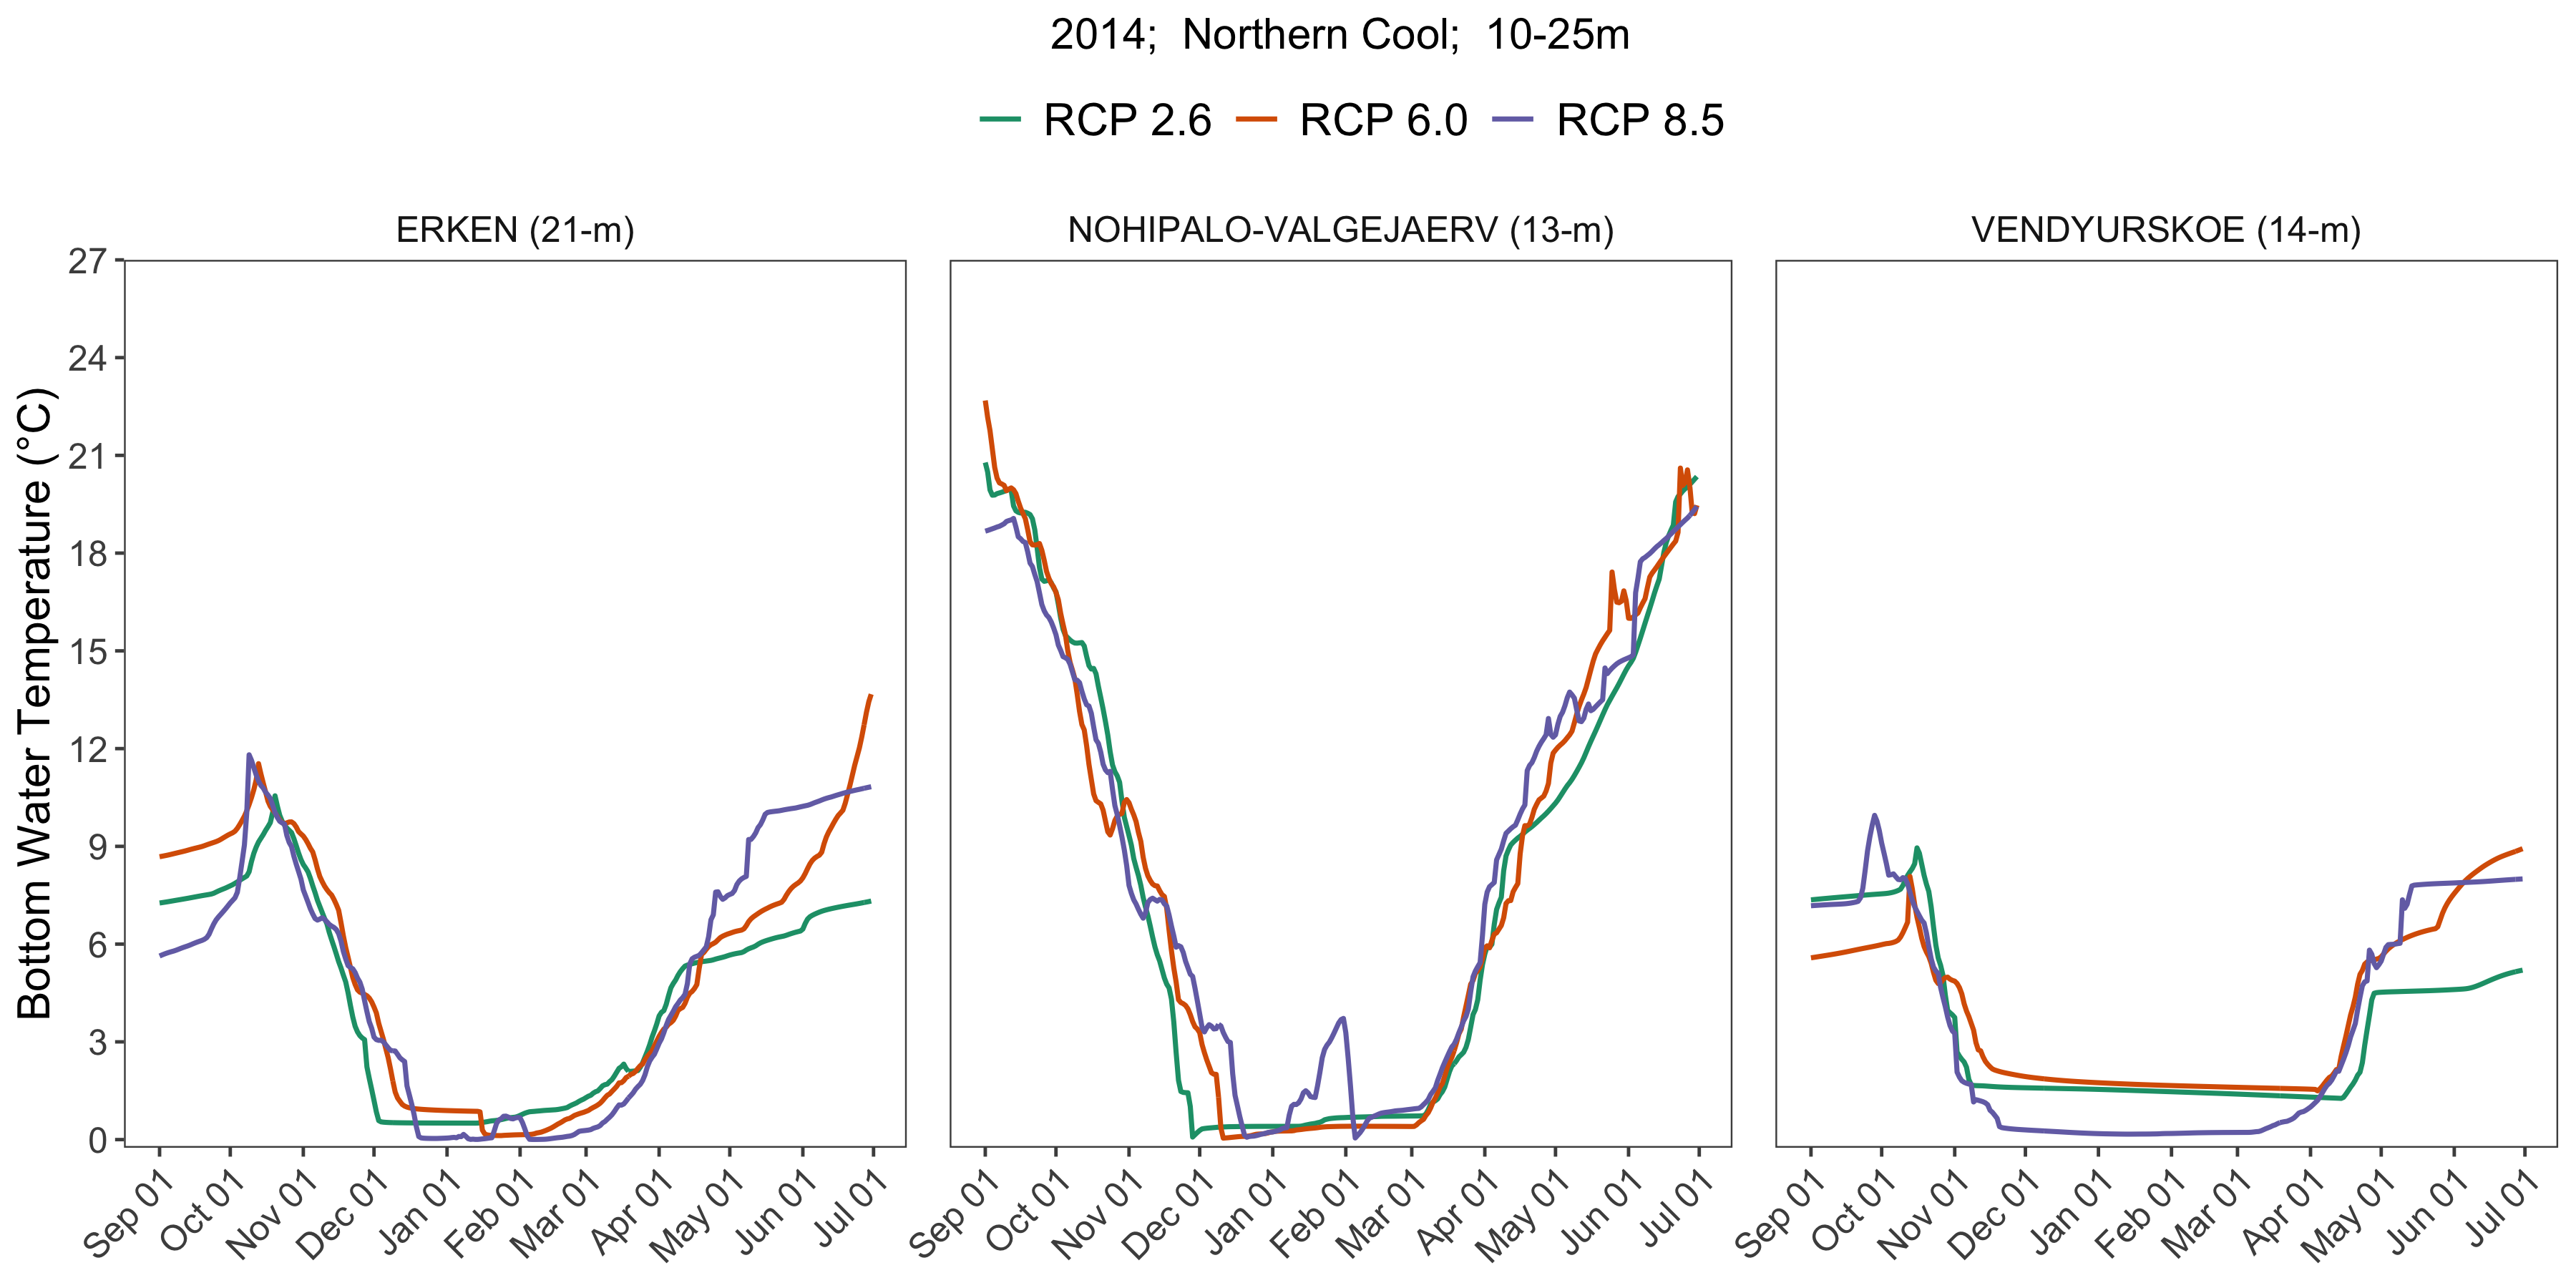 2014;  Northern Cool;  10-25m
RCP 2.6 RCP 6.0 RCP 8.5
ERKEN (21-m) NOHIPALO-VALGEJAERV (13-m) VENDYURSKOE (14-m)
Bottom Water Temperature (°C)
27
24
21
18
15
12
9
6
3
0
Sep 01 Oct 01 Nov 01 Dec 01 Jan 01 Feb 01 Mar 01 Apr 01 May 01 Jun 01 Jul 01
Sep 01 Oct 01 Nov 01 Dec 01 Jan 01 Feb 01 Mar 01 Apr 01 May 01 Jun 01 Jul 01
Sep 01 Oct 01 Nov 01 Dec 01 Jan 01 Feb 01 Mar 01 Apr 01 May 01 Jun 01 Jul 01